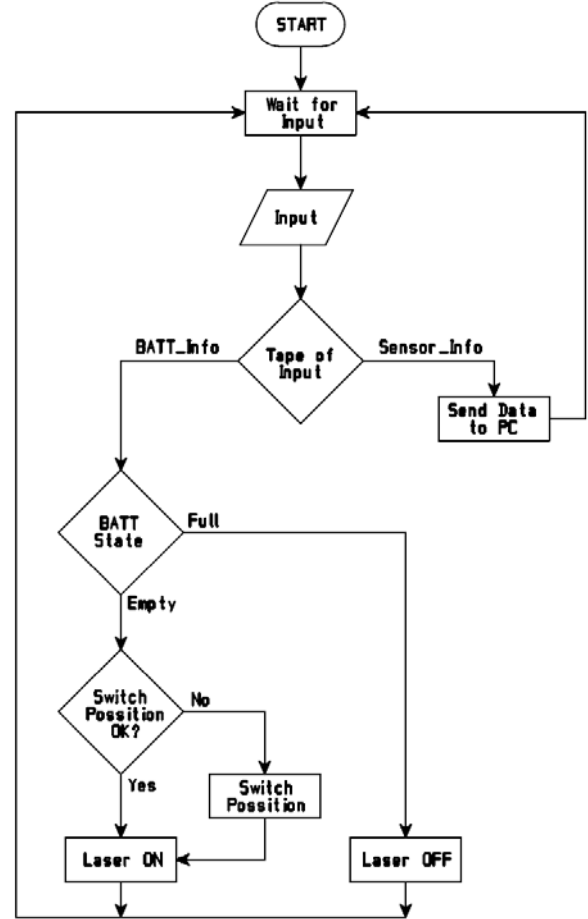 START
Wait for
Input
Input
BATT_Info
Tape of
Input
Sensor_Info
Send Data
to PC
BATT
State
Full
Empty
Switch
Possition
OK?
No
Yes
Switch
Possition
Laser ON
Laser OFF